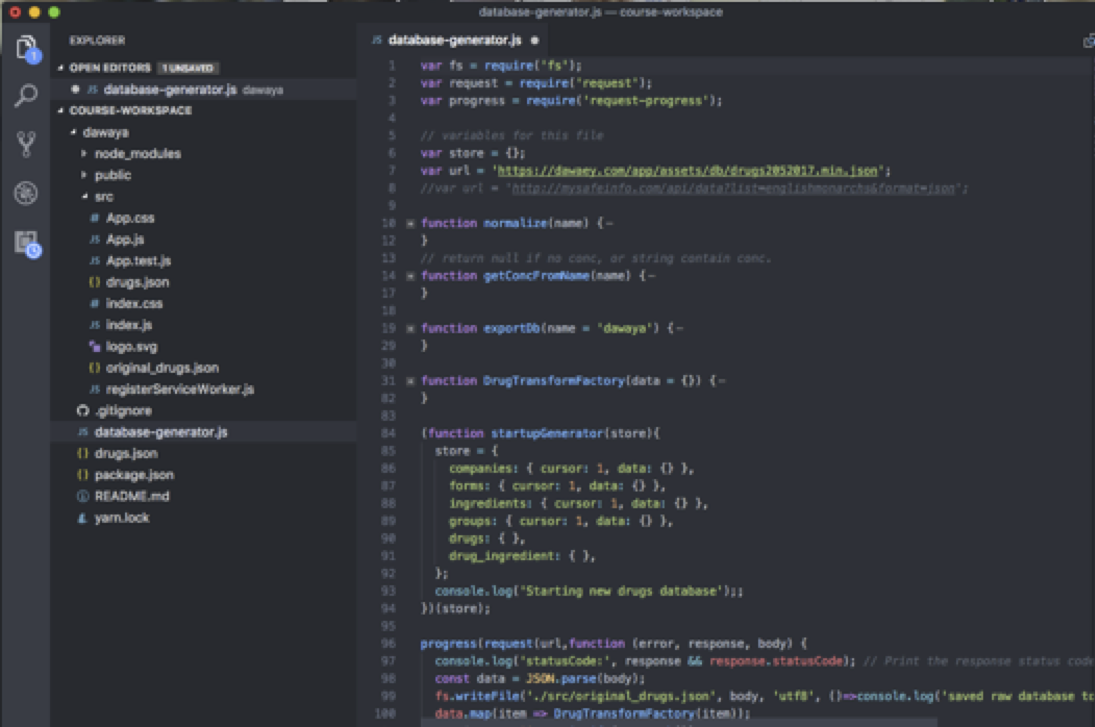 database-generator.js — course-workspace
EXPLORER
OPEN EDITORS 1 UNSAVED
JS database-generator.js dawaya
COURSE-WORKSPACE
dawaya
node_modules
public
src
# App.css
JS App.js
JS App.test.js
{} drugs.json
# index.css
JS index.js
logo.svg
{} original_drugs.json
JS registerServiceWorker.js
.gitignore
JS database-generator.js
{} drugs.json
{} package.json
README.md
yarn.lock
1
JS database-generator.js
1 var fs = require('fs');
2 var request = require('request');
3 var progress = require('request-progress');
4
5 // variables for this file
6 var store = {};
7 var url = 'https://dawaey.com/app/assets/db/drugs2052017.min.json';
8 //var url = 'http://mysafeinfo.com/api/data?list=englishmonarchs&format=json';
9
10 function normalize(name) {
12 }
13 // return null if no conc, or string contain conc.
14 function getConcFromName(name) {
17 }
18
19 function exportDb(name = 'dawaya') {
29 }
30
31 function DrugTransformFactory(data = {}) {
82 }
83
84 (function startupGenerator(store){
85 store = {
86 companies: { cursor: 1, data: {} },
87 forms: { cursor: 1, data: {} },
88 ingredients: { cursor: 1, data: {} },
89 groups: { cursor: 1, data: {} },
90 drugs: { },
91 drug_ingredient: { },
92 };
93 console.log('Starting new drugs database');;
94 })(store);
95
96 progress(request(url,function (error, response, body) {
97 console.log('statusCode:', response && response.statusCode); // Print the response status code
98 const data = JSON.parse(body);
99 fs.writeFile('./src/original_drugs.json', body, 'utf8', ()=>console.log('saved raw database to
100 data.map(item => DrugTransformFactory(item));